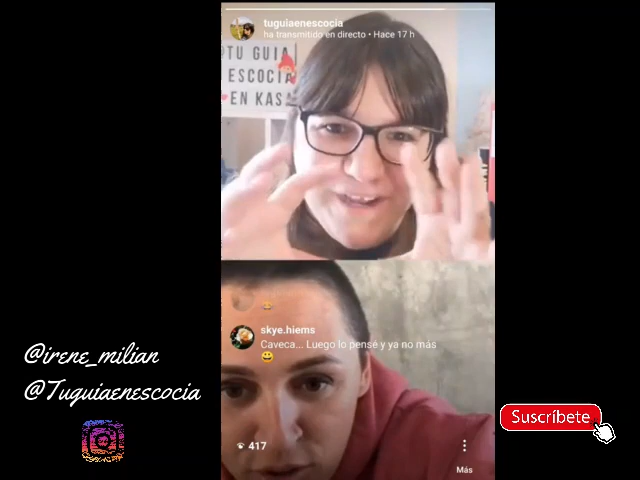 tuguiaenescocia
ha transmitido en directo • Hace 17 h
TU GUIA
ESCOCIA
EN KAS
skye.hiems
Caveca... Luego lo pensé y ya no más
@irene_milian
@Tuguiaenescocia
417
Suscríbete
Más